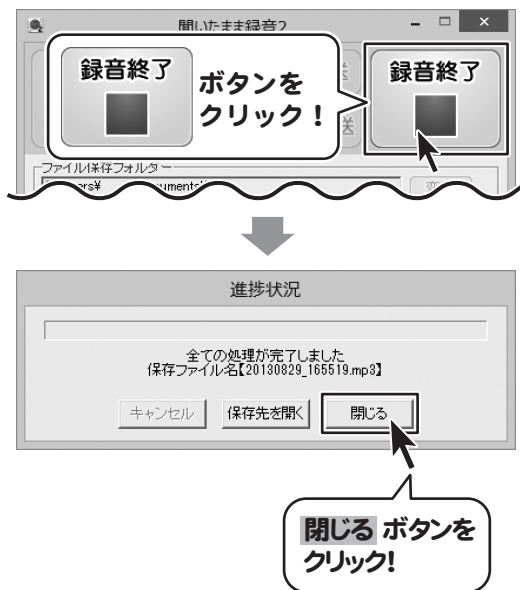 聞いたまま録音2
録音終了
ボタンを
クリック！
録音終了
送
ファイル保存フォルダー
進捗状況
全ての処理が完了しました
保存ファイル名【20130829_165519.mp3】
キャンセル
保存先を開く
閉じる
閉じる ボタンを
クリック!